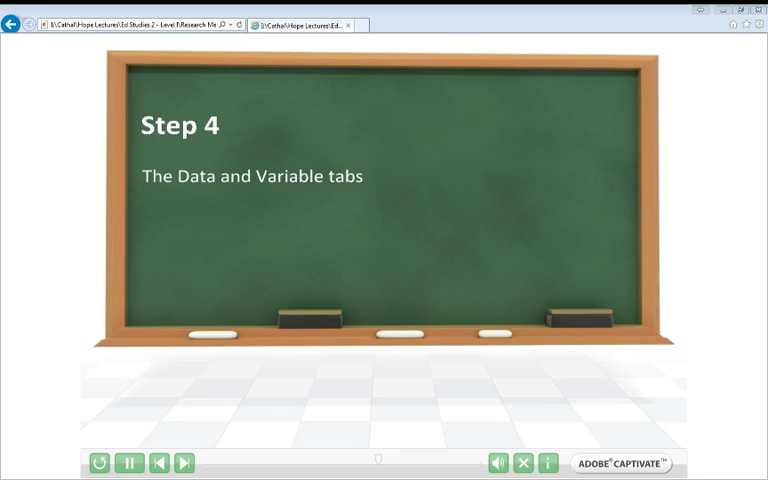 E:\Cathal\Hope Lectures\Ed Studies 2 - Level I\Research Me
E:\Cathal\Hope Lectures\Ed...
Step 4
The Data and Variable tabs
ADOBE® CAPTIVATE™